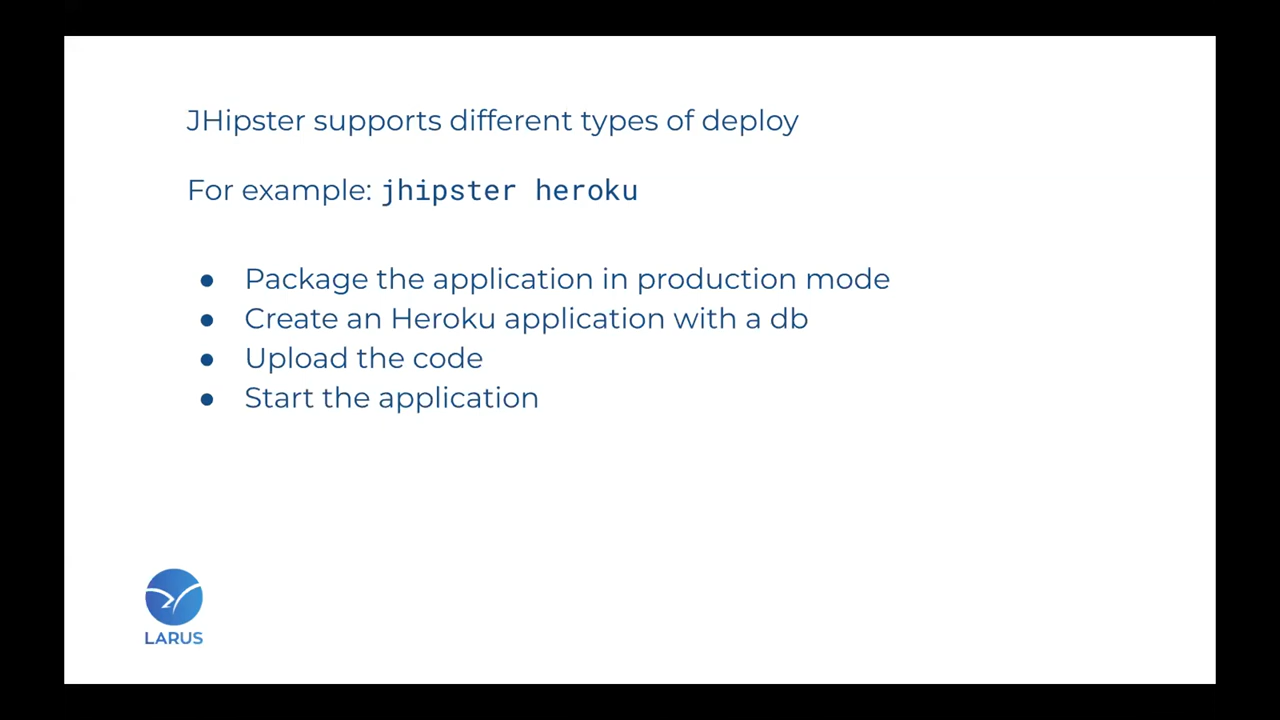 JHipster supports different types of deploy
For example: jhipster heroku
● Package the application in production mode
● Create an Heroku application with a db
● Upload the code
● Start the application
LARUS